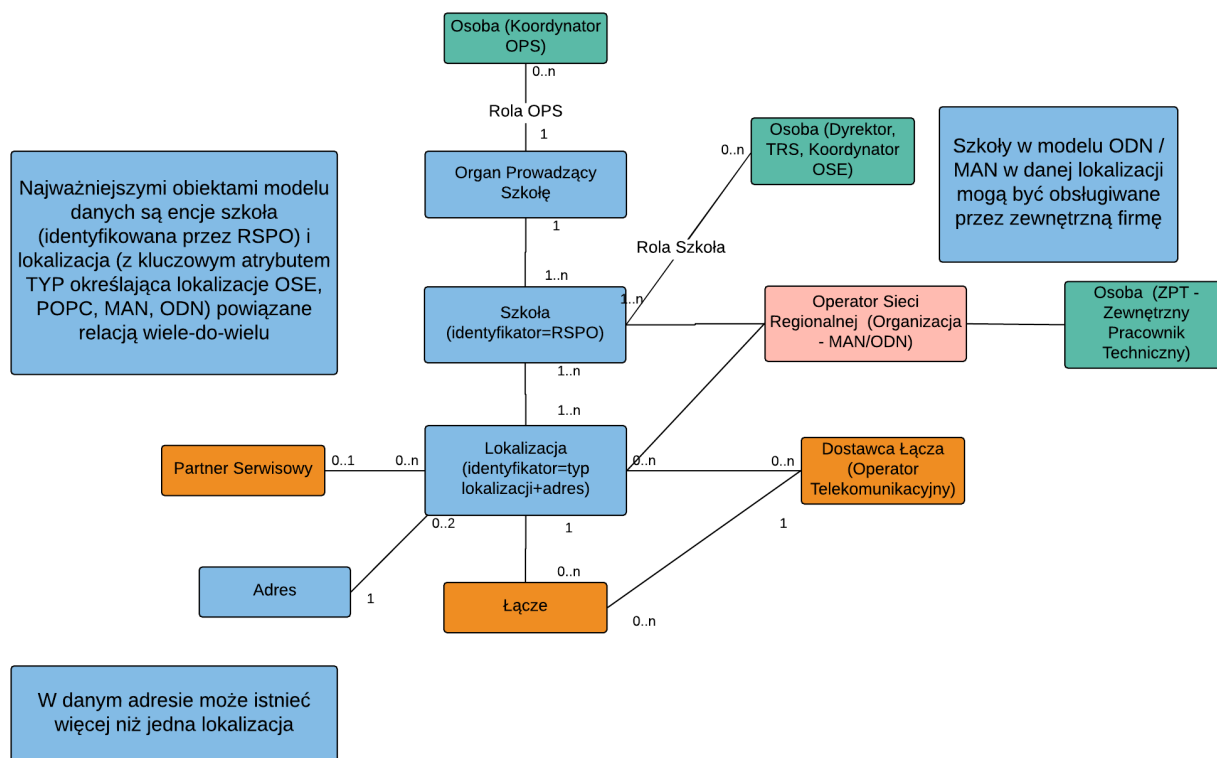 Osoba (Koordynator
OPS)
0..n
Rola OPS
1
Organ Prowadzący
Szkołę
1
Osoba (Dyrektor,
TRS, Koordynator
OSE)
0..n
Szkoły w modelu ODN /
MAN w danej lokalizacji
mogą być obsługiwane
przez zewnętrzną firmę
Najważniejszymi obiektami modelu
danych są encje szkoła
(identyfikowana przez RSPO) i
lokalizacja (z kluczowym atrybutem
TYP określająca lokalizacje OSE,
POPC, MAN, ODN) powiązane
relacją wiele-do-wielu
Rola Szkoła
1..n
1..n
Szkoła
(identyfikator=RSPO)
Operator Sieci
Regionalnej (Organizacja
- MAN/ODN)
Osoba (ZPT -
Zewnętrzny
Pracownik
Techniczny)
1..n
1..n
Partner Serwisowy
0..1
0..n
Lokalizacja
(identyfikator=typ
lokalizacji+adres)
0..n
0..n
Dostawca Łącza
(Operator
Telekomunikacyjny)
0..2
1
1
Adres
1
0..n
Łącze
0..n
W danym adresie może istnieć
więcej niż jedna lokalizacja